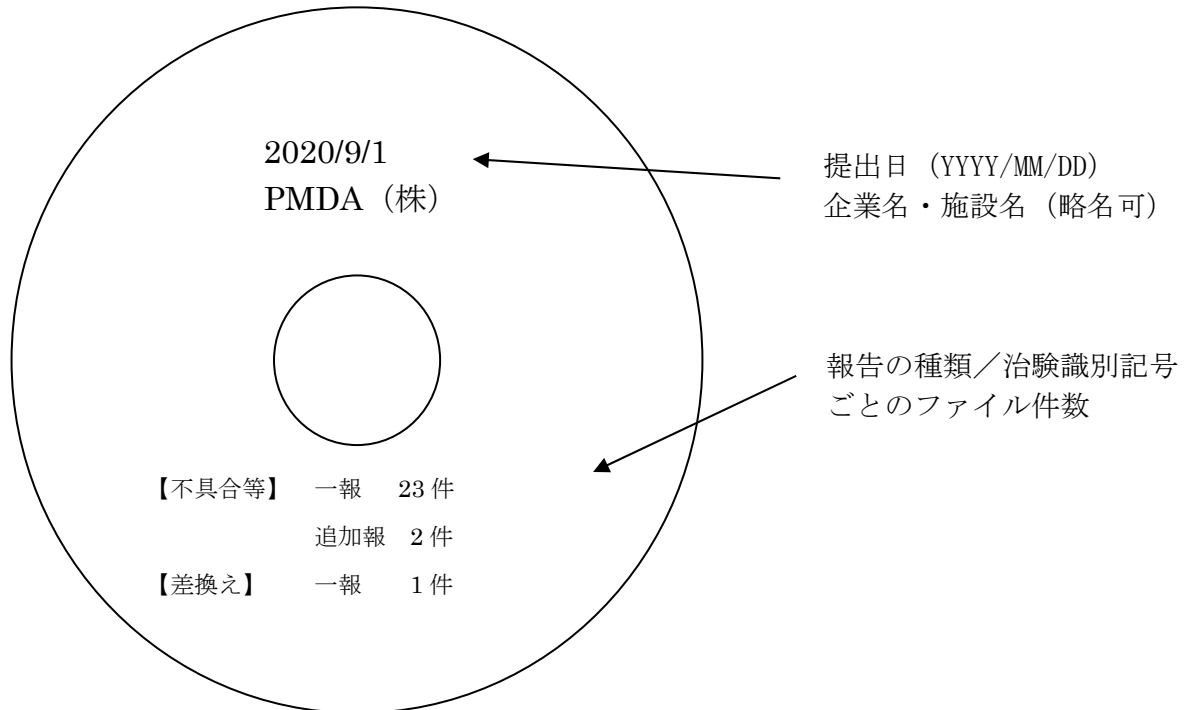 2020/9/1
PMDA（株）
提出日（YYYY/MM/DD）
企業名・施設名（略名可）
報告の種類／治験識別記号
ごとのファイル件数
【不具合等】　一報　23件
追加報　2件
【差換え】　一報　1件